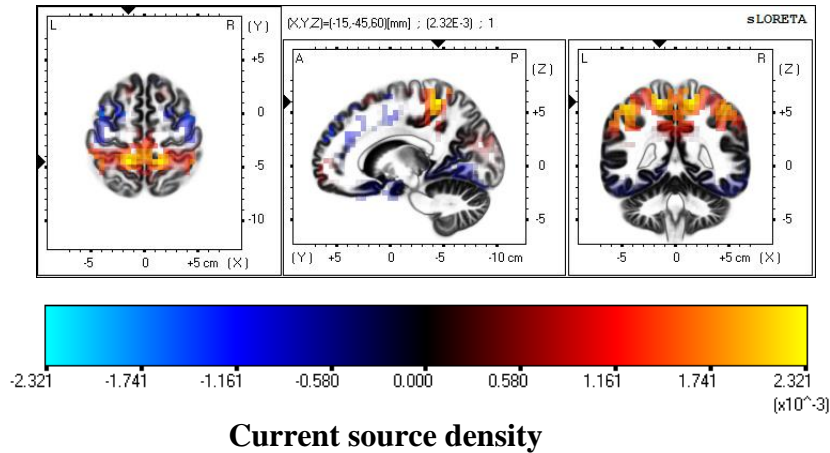 (X,Y,Z)=(-15,-45,60)[mm] ; (2.32E-3) ; 1 sLORETA
L R (Y)
+5
0
-5
-10
-5 0 +5 cm (X)
A P (Z)
+5
0
-5
(Y) +5 0 -5 -10 cm
L R (Z)
+5
0
-5
-5 0 +5 cm (X)
-2.321 -1.741 -1.161 -0.580 0.000 0.580 1.161 1.741 2.321
(x10^-3)
Current source density